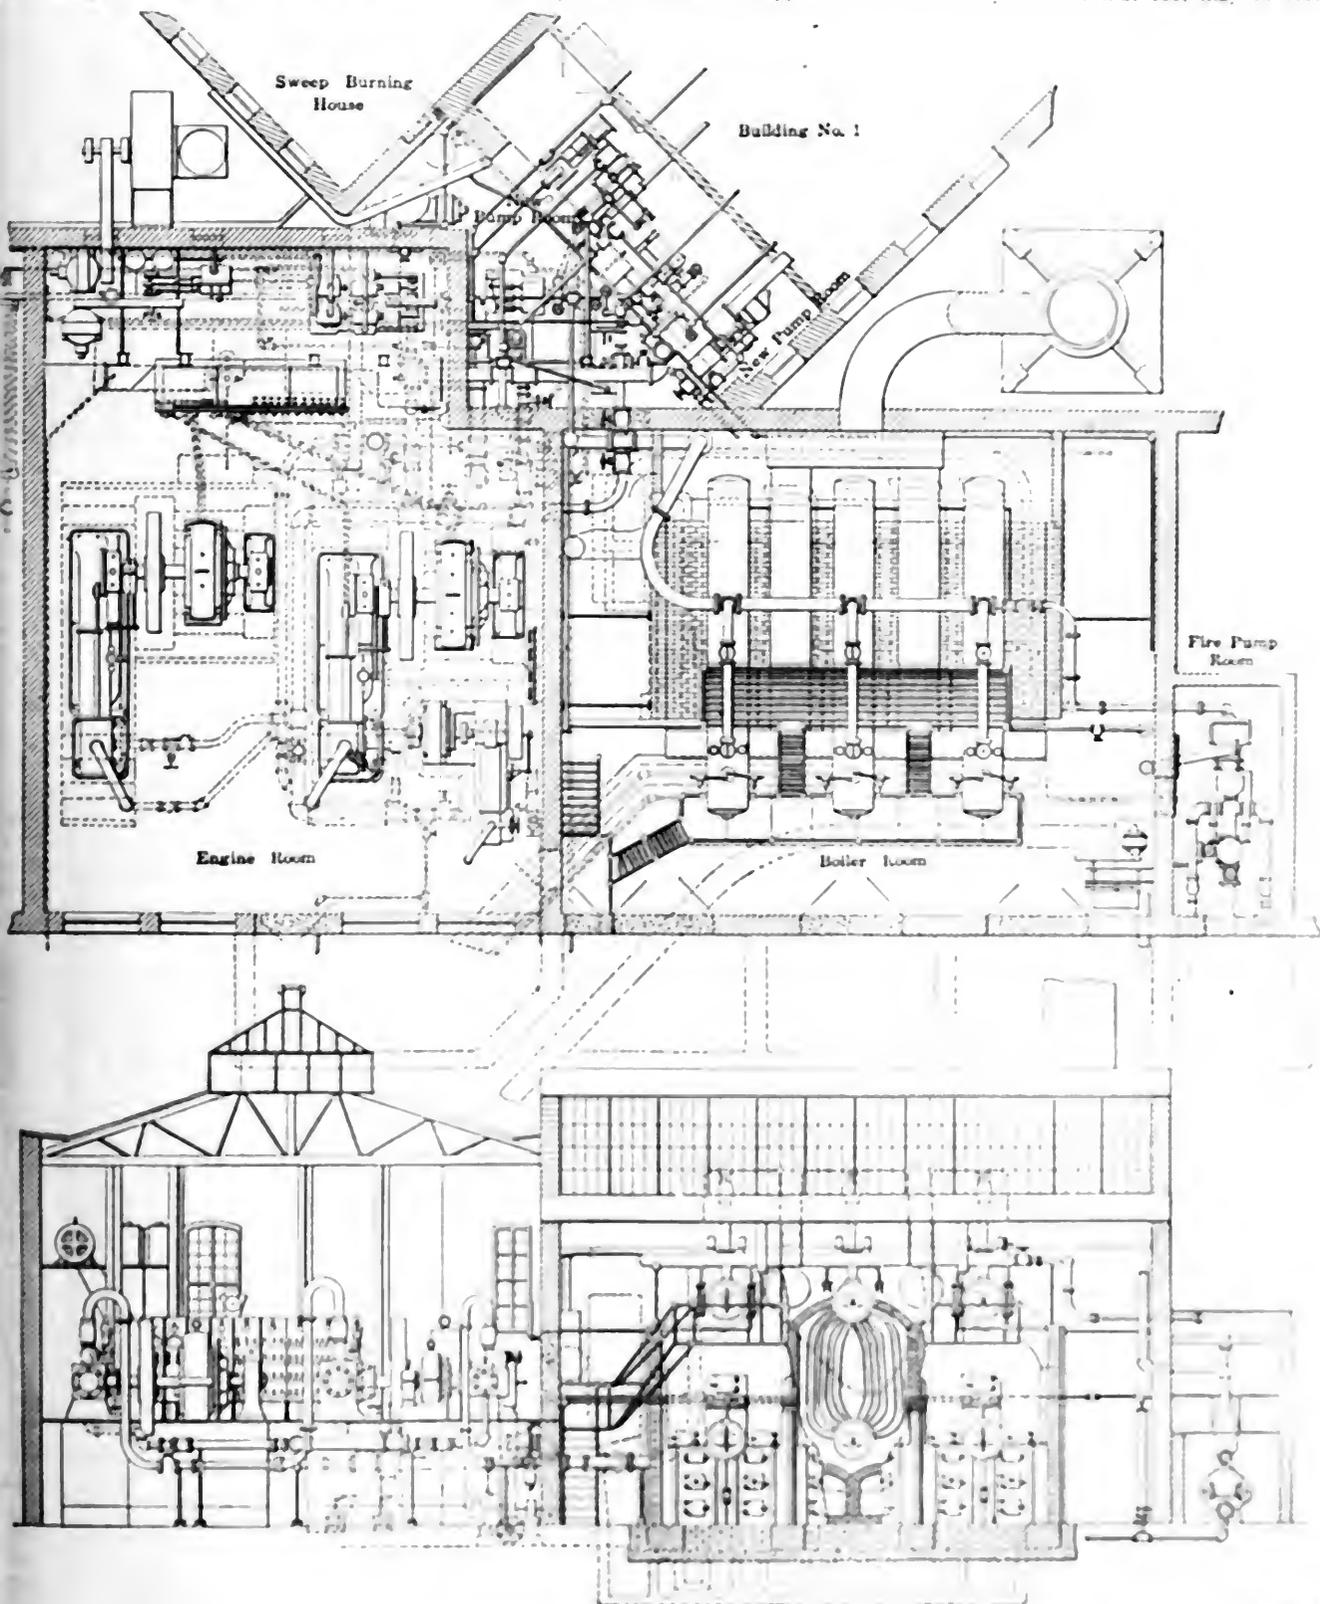 Sweep Burning
House
Building No. 1
New
Pump Room
New Pump Room
Fire Pump
Room
Engine Room
Boiler Room